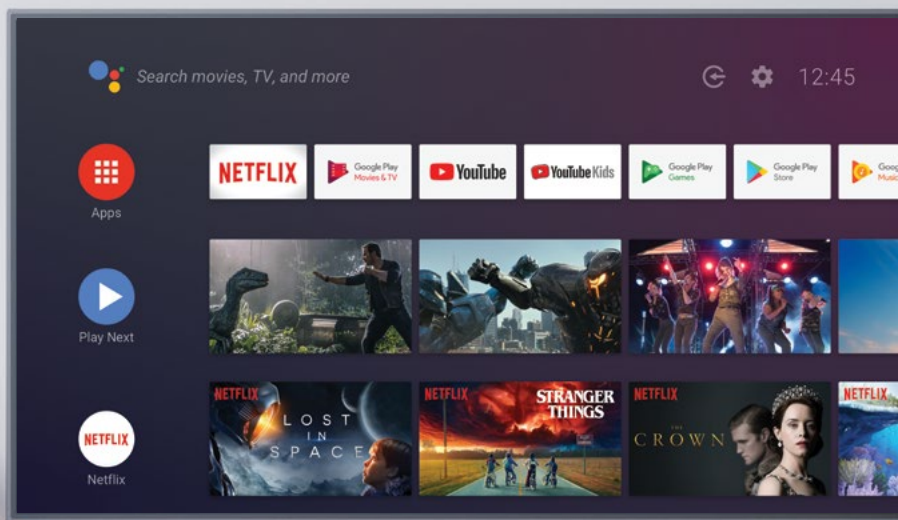 Search movies, TV, and more
12:45
Apps
NETFLIX
Google Play
Movies & TV
YouTube
YouTube Kids
Google Play
Games
Google Play
Store
Play Next
NETFLIX
Netflix
NETFLIX
LOST
IN
SPACE
NETFLIX
STRANGER
THINGS
NETFLIX
THE
CROWN
NETFLIX